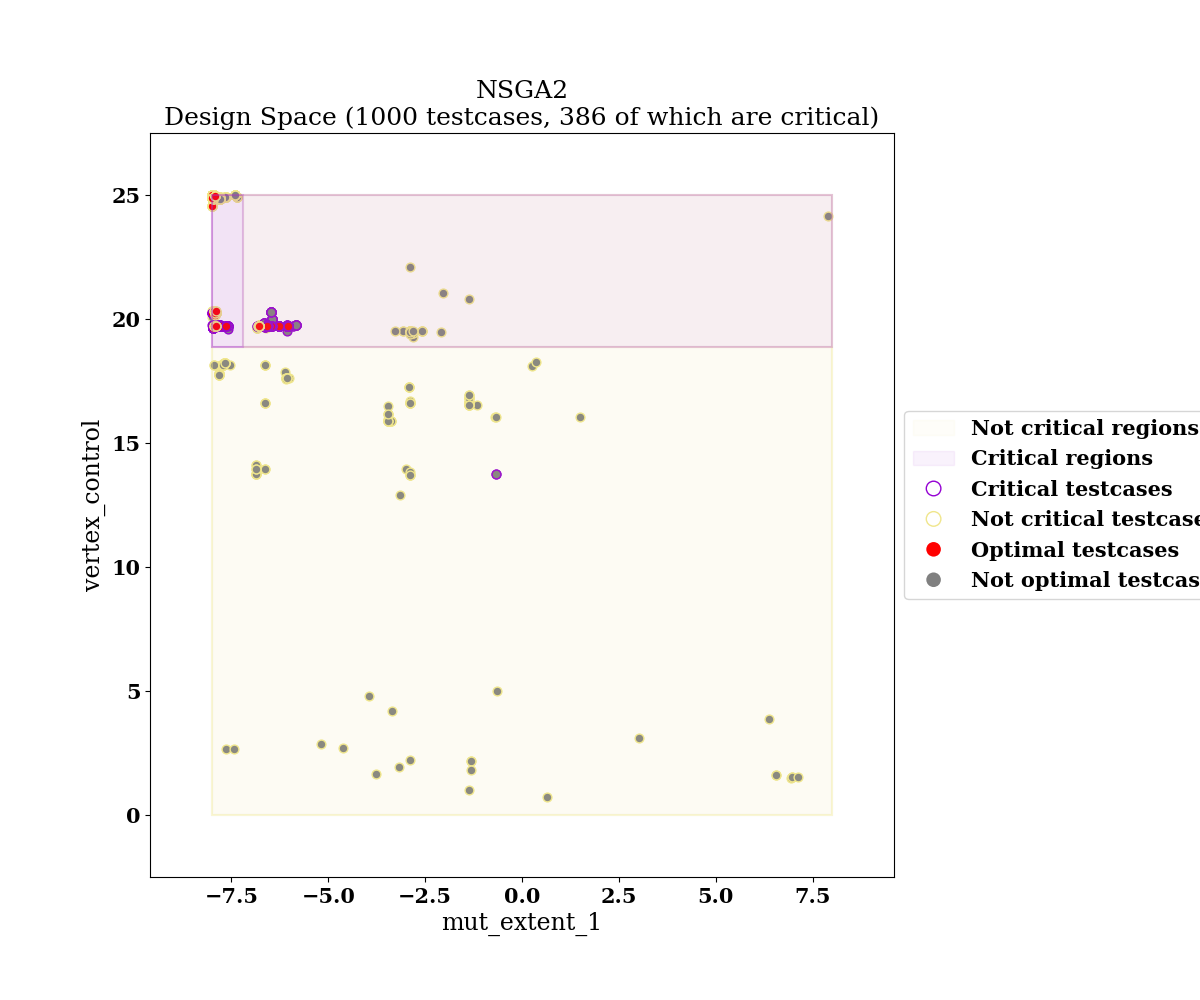 NSGA2
Design Space (1000 testcases, 386 of which are critical)
25
20
15
10
5
0
vertex_control
−7.5 −5.0 −2.5 0.0 2.5 5.0 7.5
mut_extent_1
Not critical regions
Critical regions
Critical testcases
Not critical testcase
Optimal testcases
Not optimal testcas